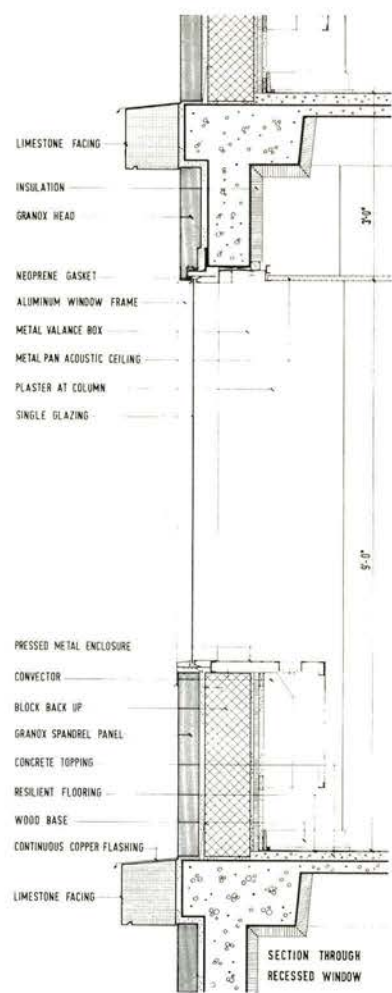 LIMESTONE FACING
INSULATION
GRANOX HEAD
3'-0"
NEOPRENE GASKET
ALUMINUM WINDOW FRAME
METAL VALANCE BOX
METAL PAN ACOUSTIC CEILING
PLASTER AT COLUMN
SINGLE GLAZING
9'-0"
PRESSED METAL ENCLOSURE
CONVECTOR
BLOCK BACK UP
GRANOX SPANDREL PANEL
CONCRETE TOPPING
RESILIENT FLOORING
WOOD BASE
CONTINUOUS COPPER FLASHING
LIMESTONE FACING
SECTION THROUGH
RECESSED WINDOW